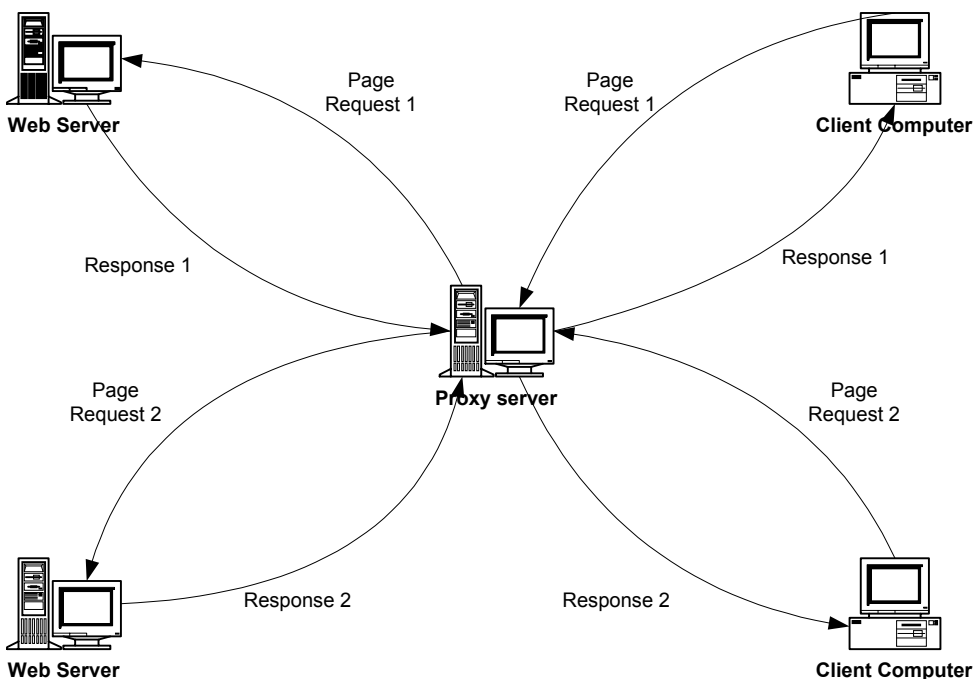 Page
Request 1
Page
Request 1
Web Server
Client Computer
Response 1
Response 1
Page
Request 2
Proxy server
Page
Request 2
Response 2
Response 2
Web Server
Client Computer